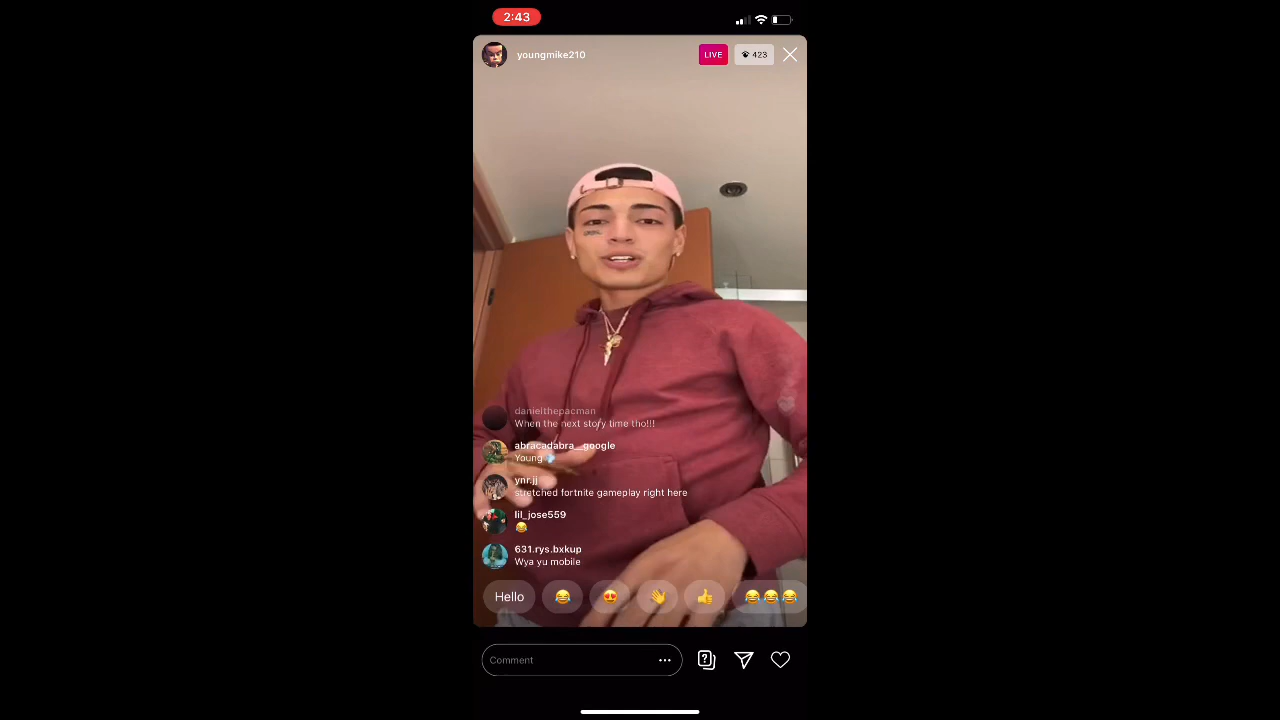 2:43
youngmike210
LIVE
423
danielthepacman
When the next story time tho!!!
abracadabra__google
Young 💨
ynr.jj
stretched fortnite gameplay right here
lil_jose559
😂
631.rys.bxkup
Wya yu mobile
Hello 😂 😍 👋 👍 😂😂😂
Comment